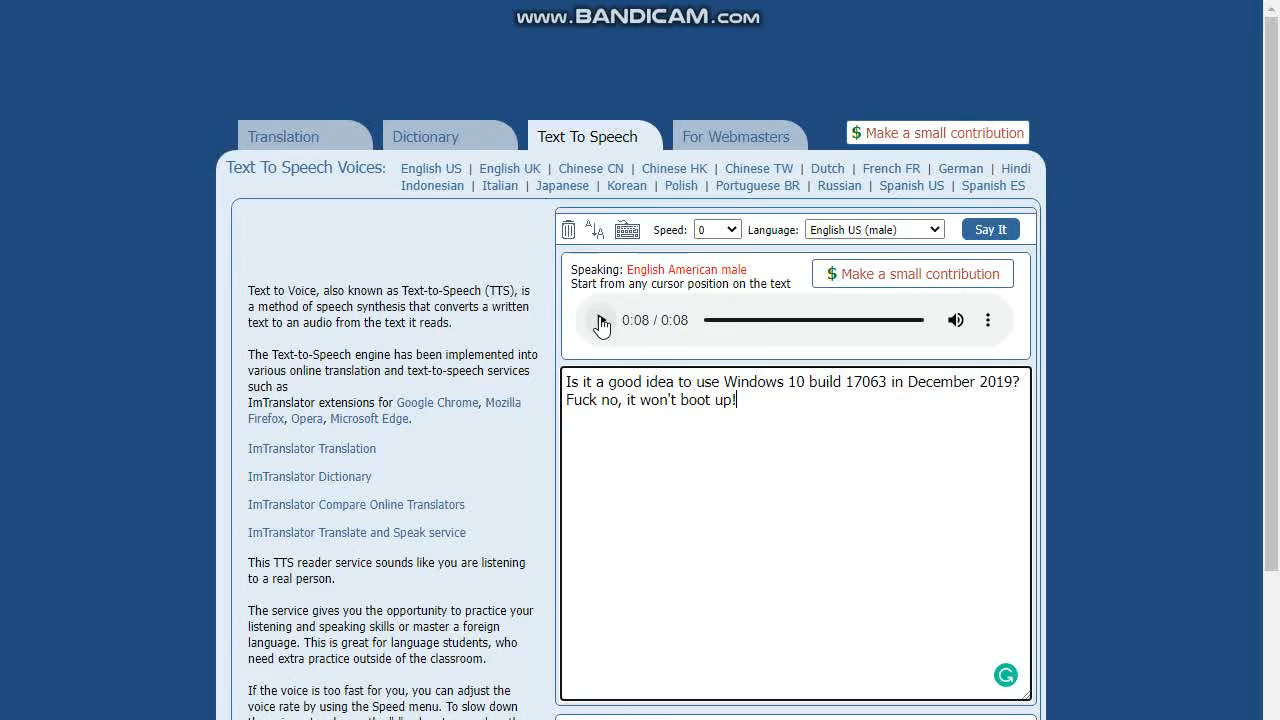 www.BANDICAM.com
Translation
Dictionary
Text To Speech
For Webmasters
$ Make a small contribution
Text To Speech Voices:
English US | English UK | Chinese CN | Chinese HK | Chinese TW | Dutch | French FR | German | Hindi
Indonesian | Italian | Japanese | Korean | Polish | Portuguese BR | Russian | Spanish US | Spanish ES
Speed: 0 Language: English US (male) Say It
Speaking: English American male
Start from any cursor position on the text
$ Make a small contribution
0:08 / 0:08
Is it a good idea to use Windows 10 build 17063 in December 2019?
Fuck no, it won't boot up!
Text to Voice, also known as Text-to-Speech (TTS), is
a method of speech synthesis that converts a written
text to an audio from the text it reads.
The Text-to-Speech engine has been implemented into
various online translation and text-to-speech services
such as
ImTranslator extensions for Google Chrome, Mozilla
Firefox, Opera, Microsoft Edge.
ImTranslator Translation
ImTranslator Dictionary
ImTranslator Compare Online Translators
ImTranslator Translate and Speak service
This TTS reader service sounds like you are listening
to a real person.
The service gives you the opportunity to practice your
listening and speaking skills or master a foreign
language. This is great for language students, who
need extra practice outside of the classroom.
If the voice is too fast for you, you can adjust the
voice rate by using the Speed menu. To slow down